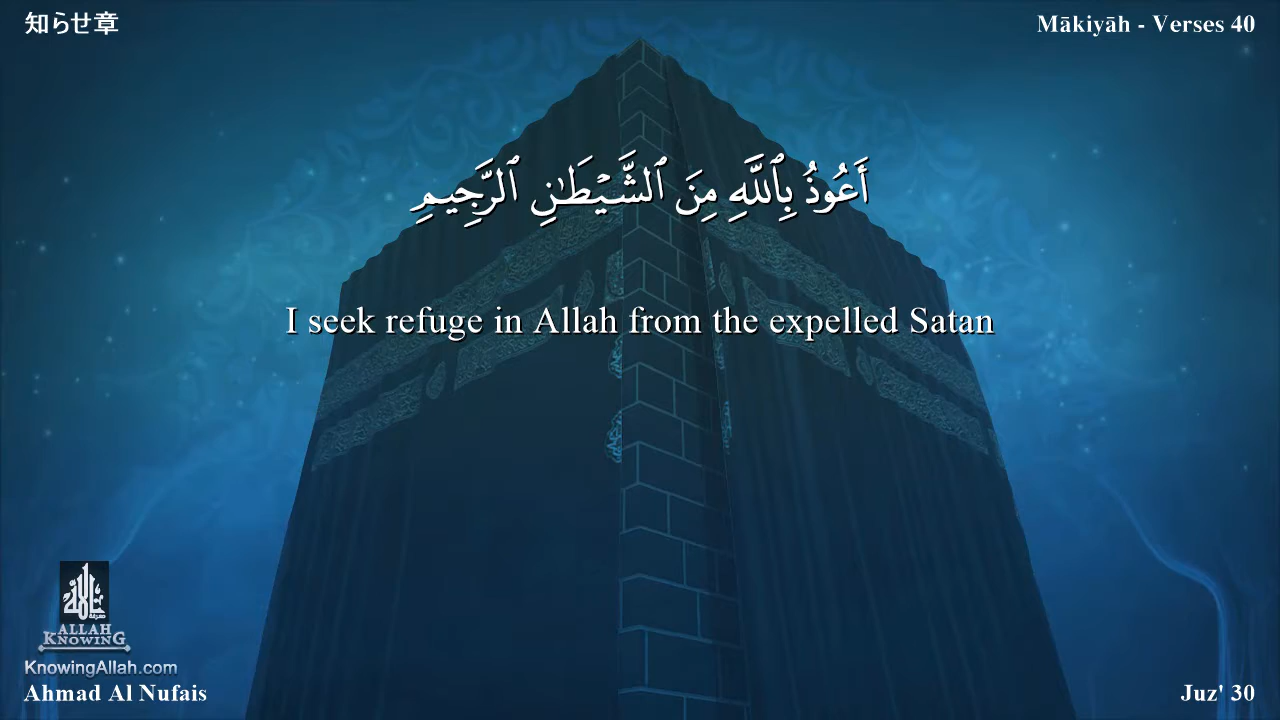 知らせ章
Mākiyāh - Verses 40
أَعُوذُ بِٱللَّهِ مِنَ ٱلشَّيْطَـٰنِ ٱلرَّجِيمِ
I seek refuge in Allah from the expelled Satan
ALLAH
KNOWING
KnowingAllah.com
Ahmad Al Nufais
Juz' 30